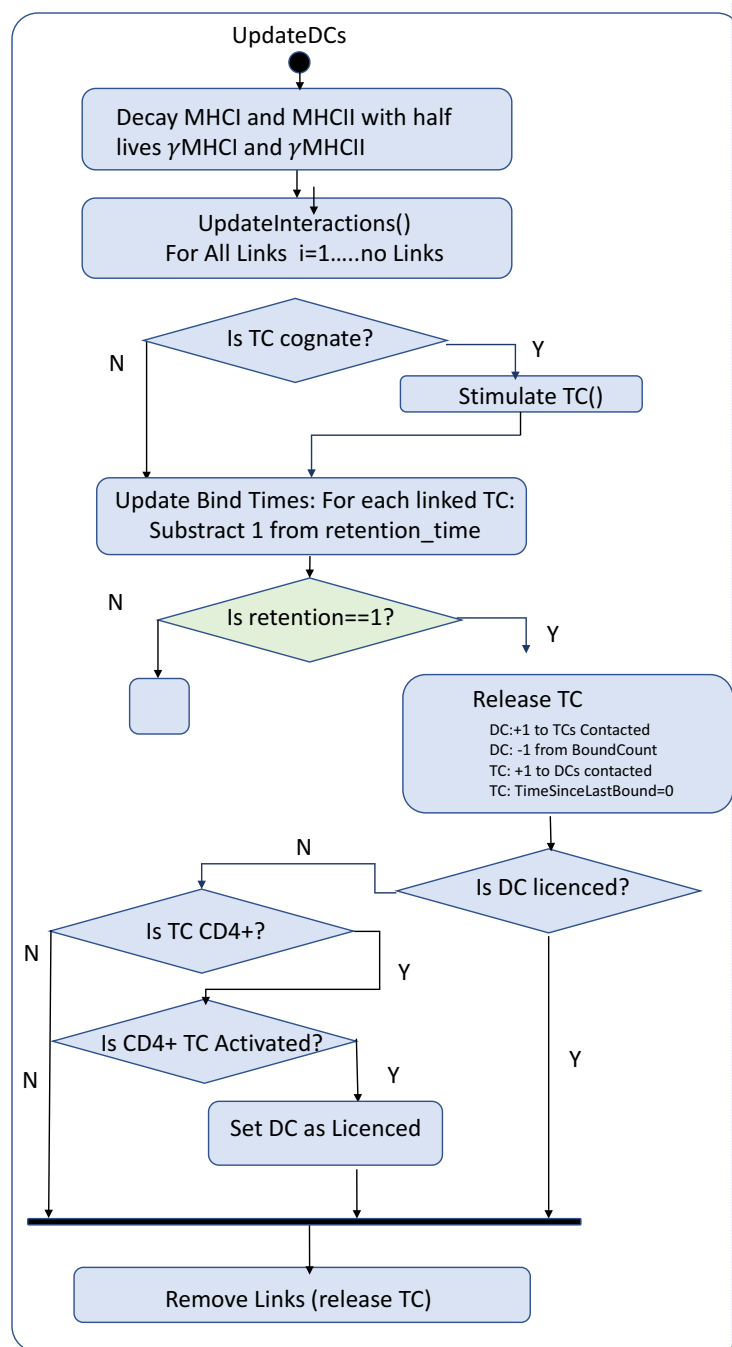 UpdateDCs
Decay MHCI and MHCII with half
lives γMHCI and γMHCII
UpdateInteractions()
For All Links i=1.....no Links
Is TC cognate?
N
Y
Stimulate TC()
Update Bind Times: For each linked TC:
Substract 1 from retention_time
N
Is retention==1?
Y
Release TC
DC:+1 to TCs Contacted
DC: -1 from BoundCount
TC: +1 to DCs contacted
TC: TimeSinceLastBound=0
N
Is DC licenced?
Is TC CD4+?
N
Y
Is CD4+ TC Activated?
N
Y
Y
Set DC as Licenced
Remove Links (release TC)